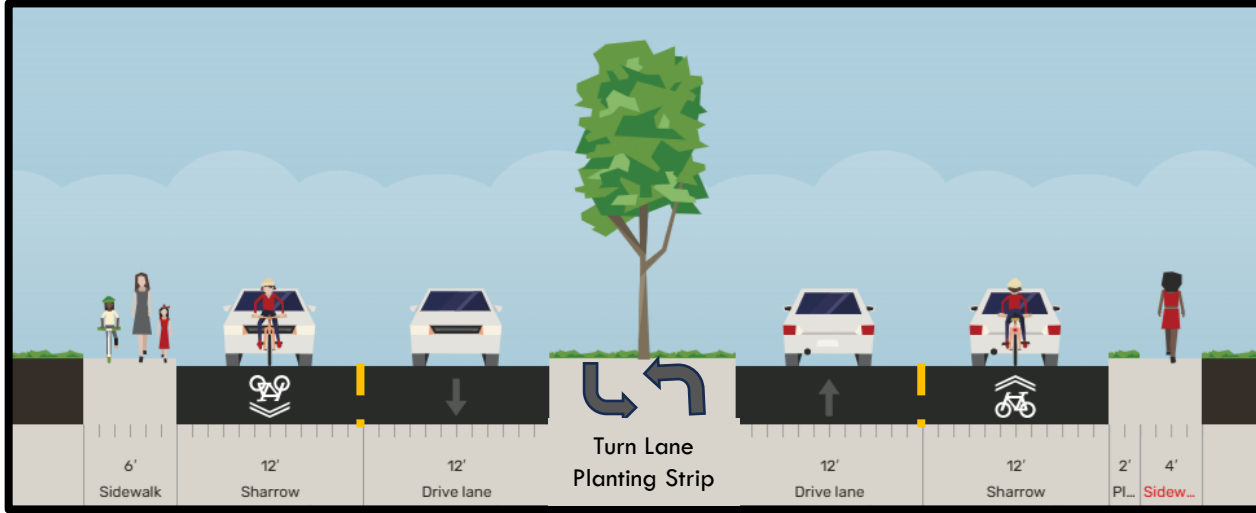 6′
Sidewalk
12′
Sharrow
12′
Drive lane
Turn Lane
Planting Strip
12′
Drive lane
12′
Sharrow
2′
Pl...
4′
Sidew...